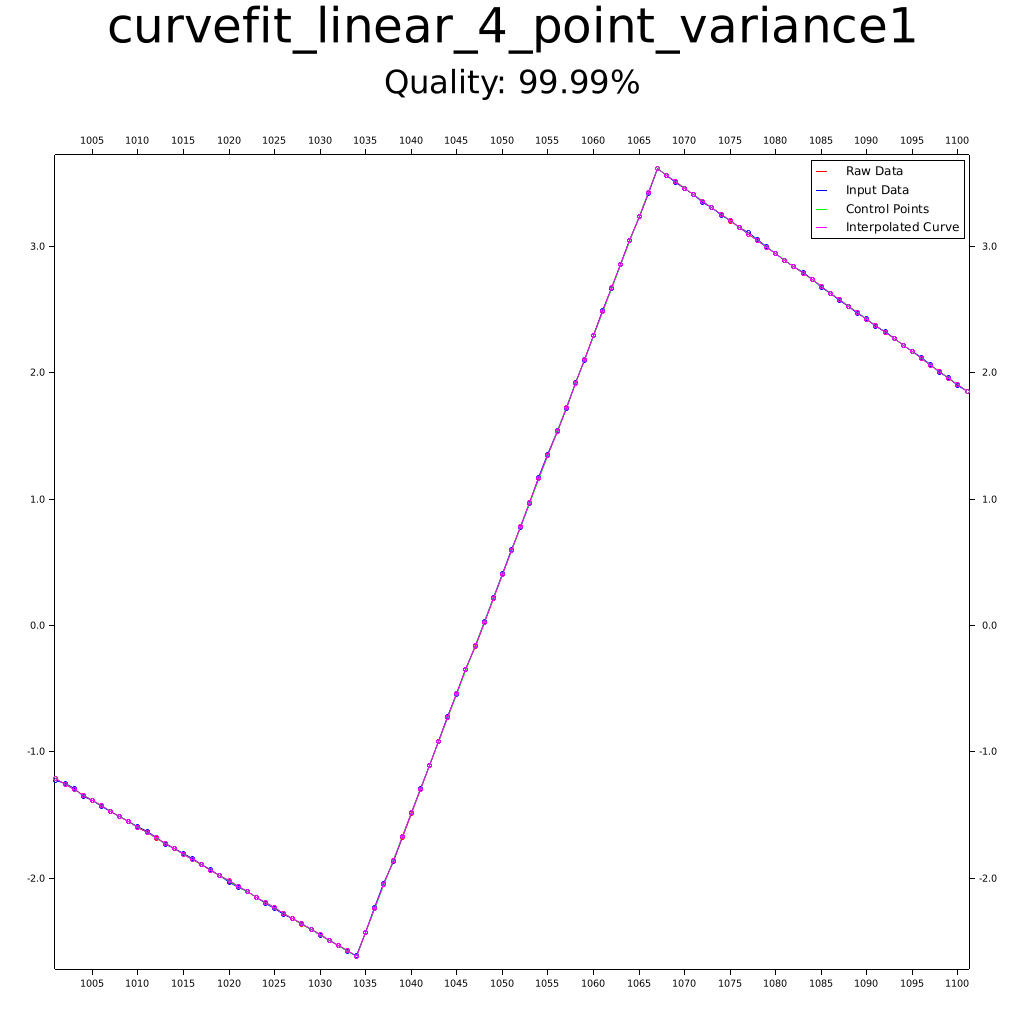 curvefit_linear_4_point_variance1
Quality: 99.99%
1005 1010 1015 1020 1025 1030 1035 1040 1045 1050 1055 1060 1065 1070 1075 1080 1085 1090 1095 1100
Raw Data
Input Data
Control Points
Interpolated Curve
3.0 3.0
2.0 2.0
1.0 1.0
0.0 0.0
-1.0 -1.0
-2.0 -2.0
1005 1010 1015 1020 1025 1030 1035 1040 1045 1050 1055 1060 1065 1070 1075 1080 1085 1090 1095 1100